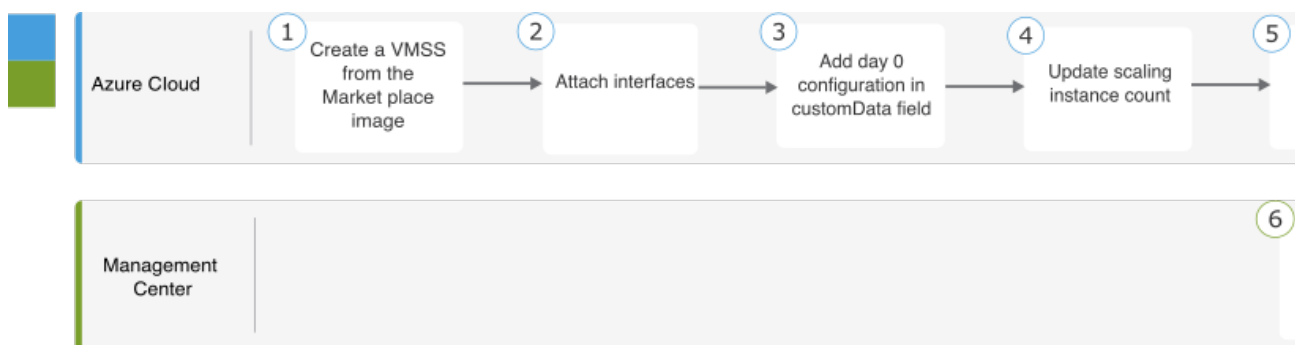 1
Create a VMSS
from the
Market place
image
2
Attach interfaces
3
Add day 0
configuration in
customData field
4
Update scaling
instance count
5
Azure Cloud
6
Management
Center